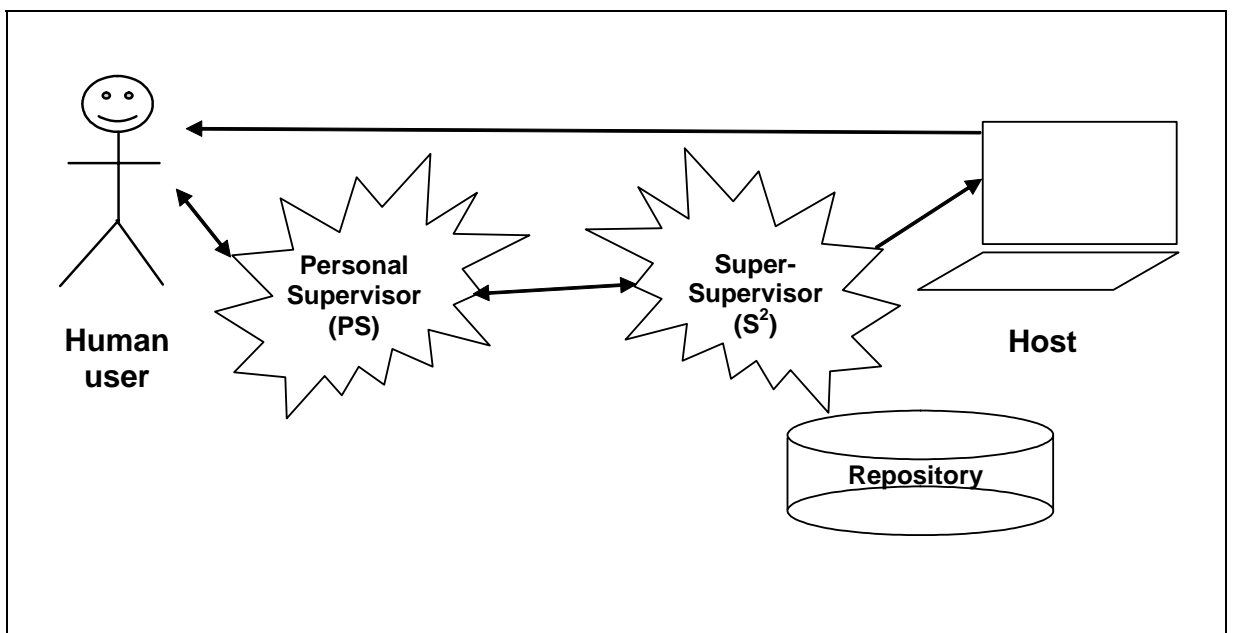 Personal
Supervisor
(PS)
Super-
Supervisor
(S²)
Human
user
Host
Repository